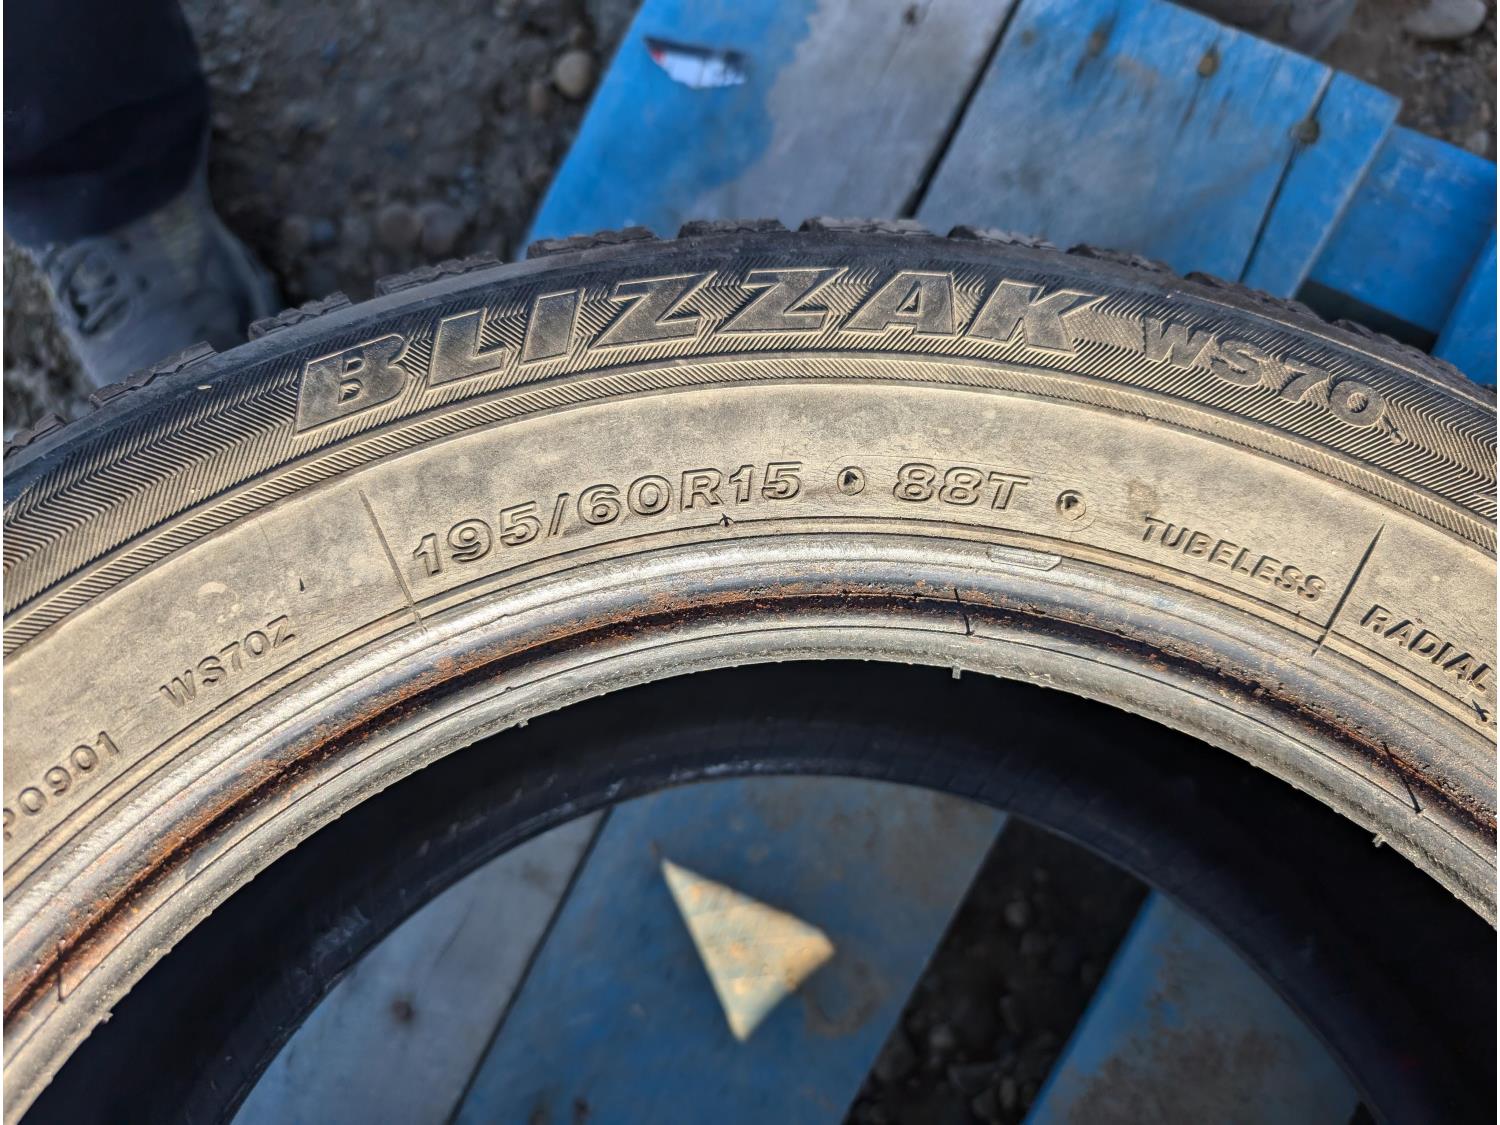 BLIZZAK WS70
195/60R15 88T TUBELESS
RADIAL
WS70Z
P0901